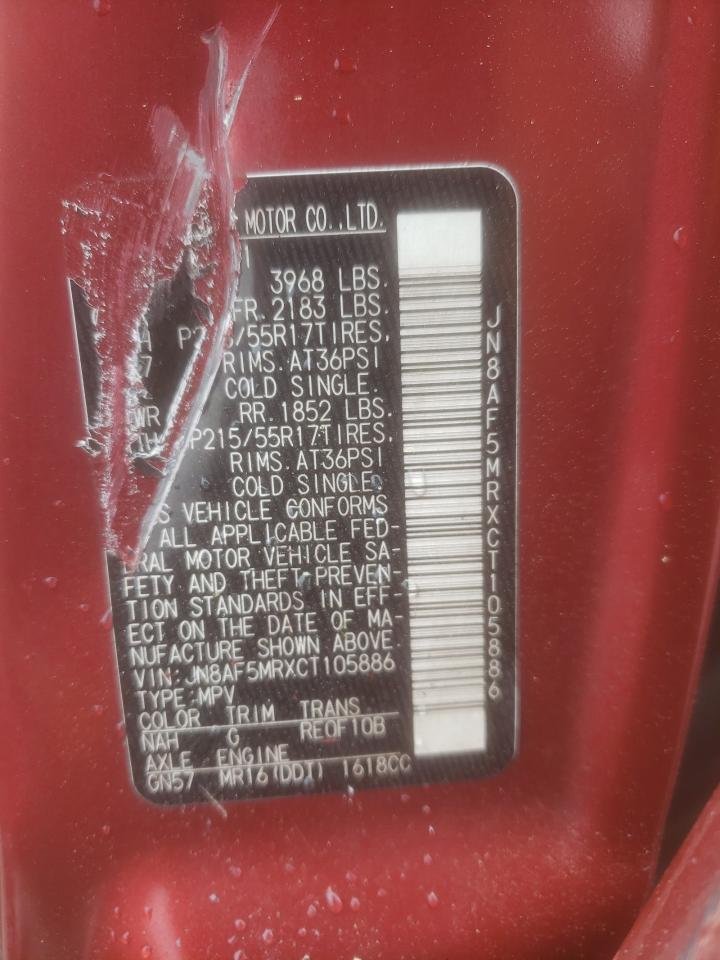 MOTOR CO.,LTD.
1
3968 LBS.
FR. 2183 LBS.
/55R17TIRES,
RIMS. AT36PSI
COLD SINGLE.
WR RR. 1852 LBS.
P215/55R17TIRES,
RIMS. AT36PSI
COLD SINGLE.
VEHICLE CONFORMS
ALL APPLICABLE FED-
ERAL MOTOR VEHICLE SA-
FETY AND THEFT PREVEN-
TION STANDARDS IN EFF-
ECT ON THE DATE OF MA-
NUFACTURE SHOWN ABOVE
VIN:JN8AF5MRXCT105886
TYPE:MPV
COLOR TRIM TRANS
NAH G RE0F10B
AXLE ENGINE
GN57 MR16(DDT) 1618CC
JN8AF5MRXCT105886